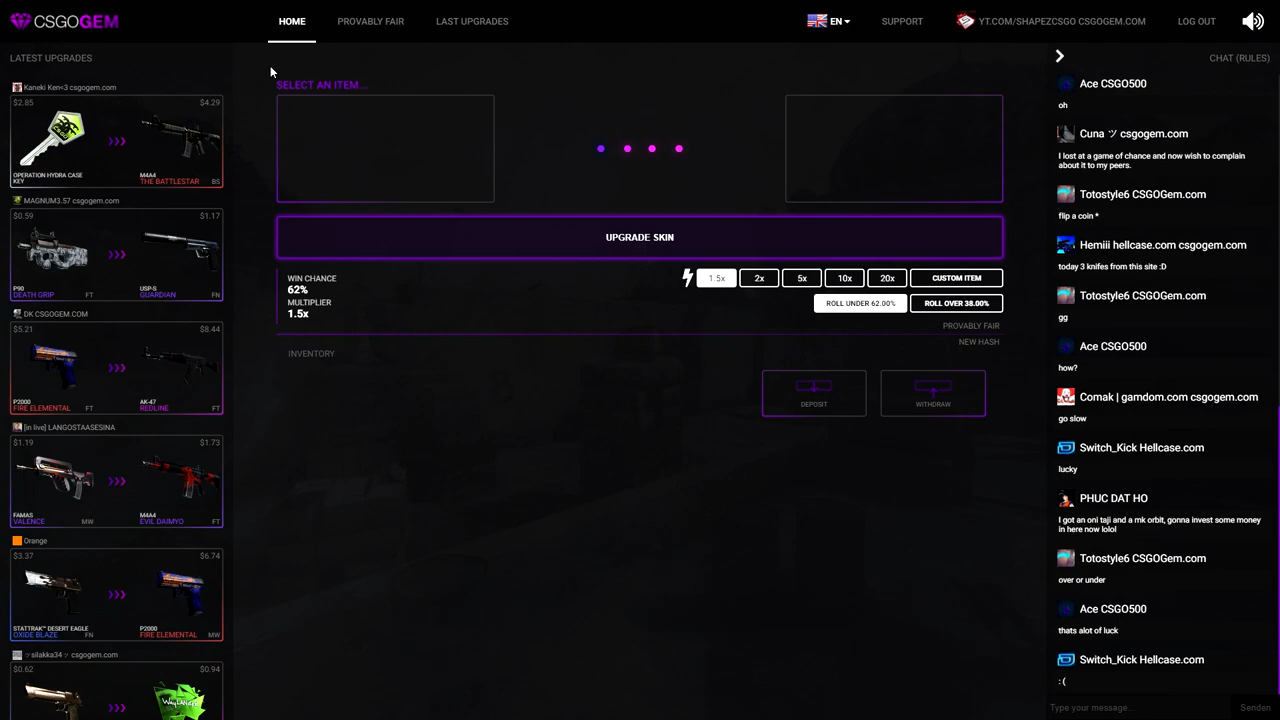 CSGOGEM
HOME
PROVABLY FAIR
LAST UPGRADES
EN
SUPPORT
YT.COM/SHAPEZCSGO CSGOGEM.COM
LOG OUT
LATEST UPGRADES
Kaneki Ken<3 csgogem.com
$2.85
$4.29
OPERATION HYDRA CASE
KEY
M4A4
THE BATTLESTAR
BS
MAGNUM3.57 csgogem.com
$0.59
$1.17
P90
DEATH GRIP
FT
USP-S
GUARDIAN
FN
DK CSGOGEM.COM
$5.21
$8.44
P2000
FIRE ELEMENTAL
FT
AK-47
REDLINE
FT
[in live] LANGOSTAASESINA
$1.19
$1.73
FAMAS
VALENCE
MW
M4A4
EVIL DAIMYO
FT
Orange
$3.37
$6.74
STATTRAK™ DESERT EAGLE
OXIDE BLAZE
FN
P2000
FIRE ELEMENTAL
MW
ッsilakka34ッ csgogem.com
$0.62
$0.94
SELECT AN ITEM...
UPGRADE SKIN
WIN CHANCE
62%
MULTIPLIER
1.5x
1.5x
2x
5x
10x
20x
CUSTOM ITEM
ROLL UNDER 62.00%
ROLL OVER 38.00%
PROVABLY FAIR
NEW HASH
INVENTORY
DEPOSIT
WITHDRAW
CHAT (RULES)
Ace CSGO500
oh
Cuna ツ csgogem.com
I lost at a game of chance and now wish to complain
about it to my peers.
Totostyle6 CSGOGem.com
flip a coin *
Hemiii hellcase.com csgogem.com
today 3 knifes from this site :D
Totostyle6 CSGOGem.com
gg
Ace CSGO500
how?
Comak | gamdom.com csgogem.com
go slow
Switch_Kick Hellcase.com
lucky
PHUC DAT HO
I got an oni taji and a mk orbit, gonna invest some money
in here now lolol
Totostyle6 CSGOGem.com
over or under
Ace CSGO500
thats alot of luck
Switch_Kick Hellcase.com
:(
Type your message...
Senden